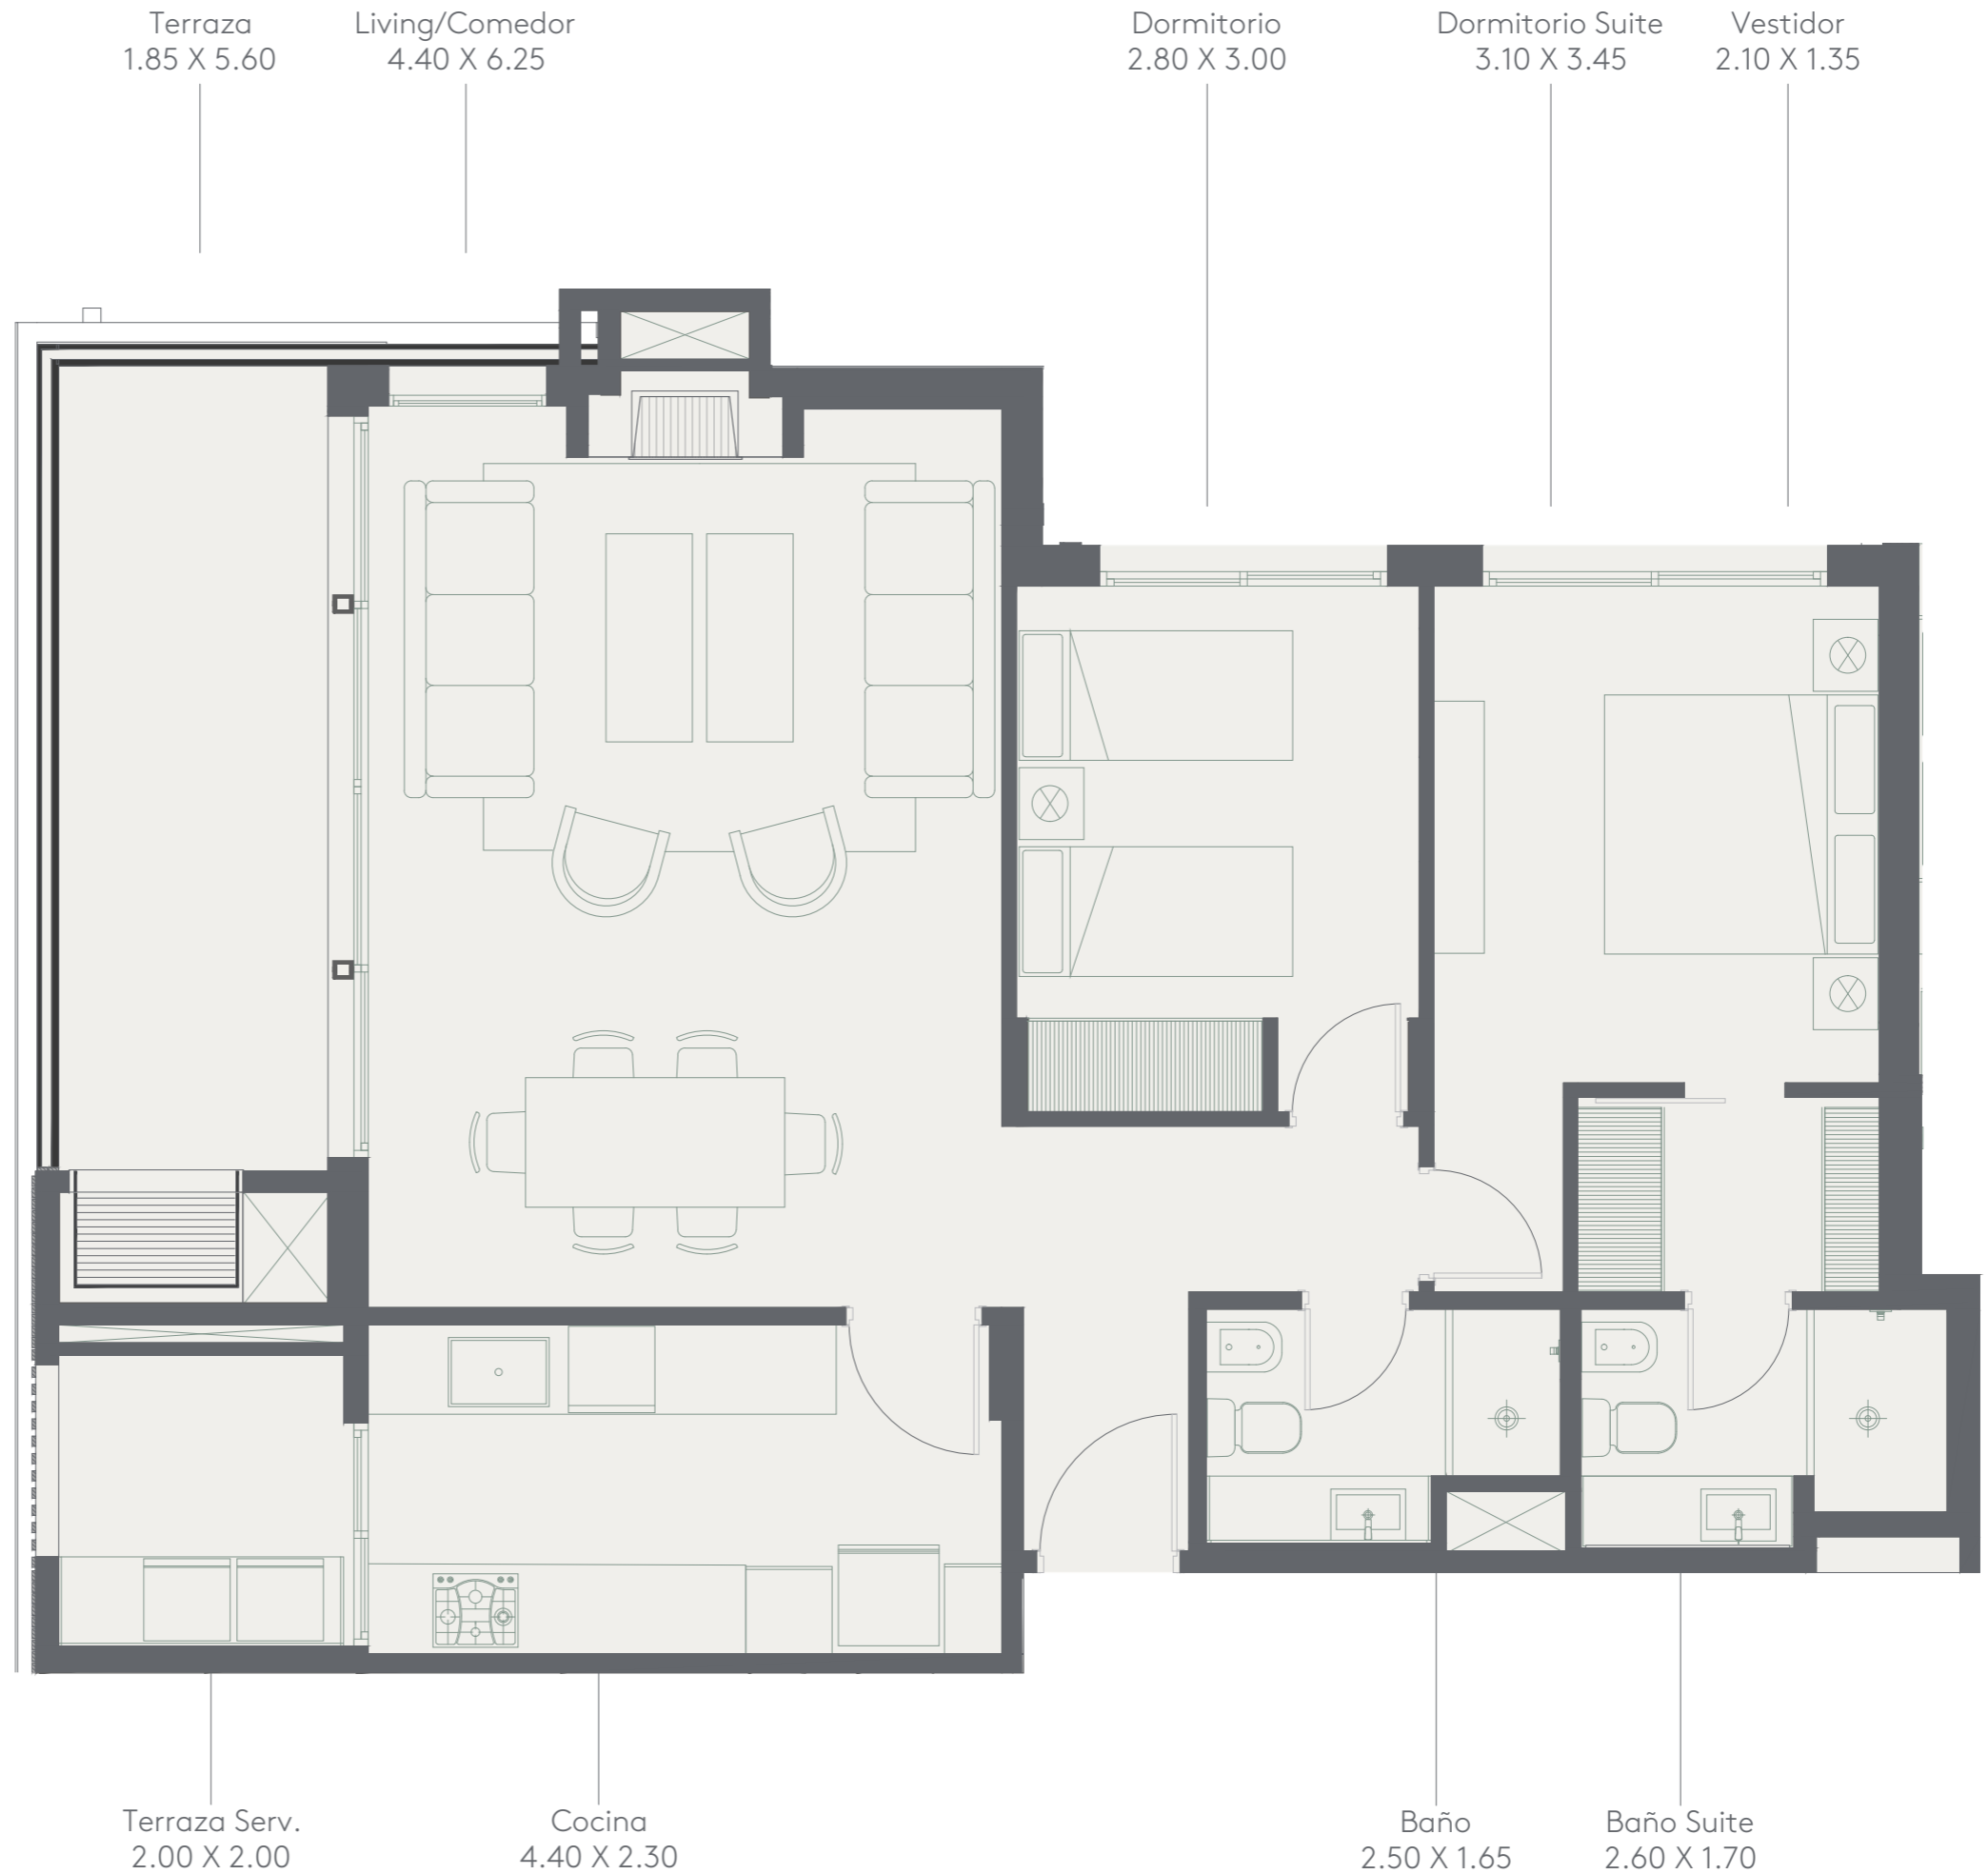 Terraza
1.85 X 5.60
Living/Comedor
4.40 X 6.25
Dormitorio
2.80 X 3.00
Dormitorio Suite
3.10 X 3.45
Vestidor
2.10 X 1.35
Terraza Serv.
2.00 X 2.00
Cocina
4.40 X 2.30
Baño
2.50 X 1.65
Baño Suite
2.60 X 1.70